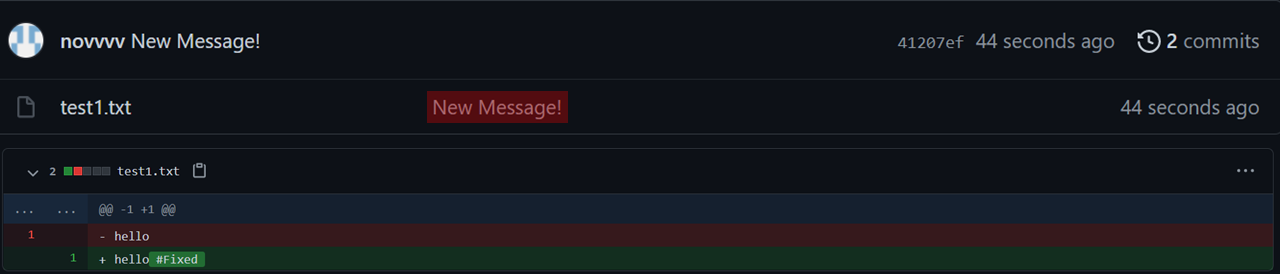 novvvv New Message! 41207ef 44 seconds ago 2 commits
test1.txt New Message! 44 seconds ago
2 test1.txt ...
... ... @@ -1 +1 @@
1 - hello
1 + hello #Fixed